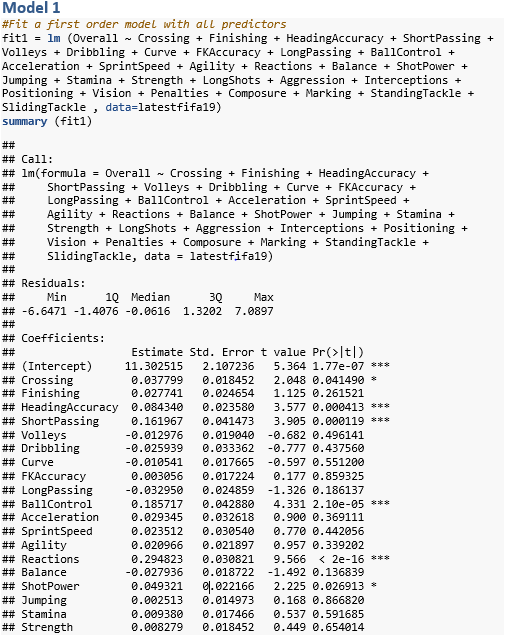 Model 1
#Fit a first order model with all predictors
fit1 = lm (Overall ~ Crossing + Finishing + HeadingAccuracy + ShortPassing +
Volleys + Dribbling + Curve + FKAccuracy + LongPassing + BallControl +
Acceleration + SprintSpeed + Agility + Reactions + Balance + ShotPower +
Jumping + Stamina + Strength + LongShots + Aggression + Interceptions +
Positioning + Vision + Penalties + Composure + Marking + StandingTackle +
SlidingTackle , data=latestfifa19)
summary (fit1)
##
## Call:
## lm(formula = Overall ~ Crossing + Finishing + HeadingAccuracy +
## ShortPassing + Volleys + Dribbling + Curve + FKAccuracy +
## LongPassing + BallControl + Acceleration + SprintSpeed +
## Agility + Reactions + Balance + ShotPower + Jumping + Stamina +
## Strength + LongShots + Aggression + Interceptions + Positioning +
## Vision + Penalties + Composure + Marking + StandingTackle +
## SlidingTackle, data = latestfifa19)
##
## Residuals:
## Min 1Q Median 3Q Max
## -6.6471 -1.4076 -0.0616 1.3202 7.0897
##
## Coefficients:
## Estimate Std. Error t value Pr(>|t|)
## (Intercept) 11.302515 2.107236 5.364 1.77e-07 ***
## Crossing 0.037799 0.018452 2.048 0.041490 *
## Finishing 0.027741 0.024654 1.125 0.261521
## HeadingAccuracy 0.084340 0.023580 3.577 0.000413 ***
## ShortPassing 0.161967 0.041473 3.905 0.000119 ***
## Volleys -0.012976 0.019040 -0.682 0.496141
## Dribbling -0.025939 0.033362 -0.777 0.437560
## Curve -0.010541 0.017665 -0.597 0.551200
## FKAccuracy 0.003056 0.017224 0.177 0.859325
## LongPassing -0.032950 0.024859 -1.326 0.186137
## BallControl 0.185717 0.042880 4.331 2.10e-05 ***
## Acceleration 0.029345 0.032618 0.900 0.369111
## SprintSpeed 0.023512 0.030540 0.770 0.442056
## Agility 0.020966 0.021897 0.957 0.339202
## Reactions 0.294823 0.030821 9.566 < 2e-16 ***
## Balance -0.027936 0.018722 -1.492 0.136839
## ShotPower 0.049321 0.022166 2.225 0.026913 *
## Jumping 0.002513 0.014973 0.168 0.866820
## Stamina 0.009380 0.017466 0.537 0.591685
## Strength 0.008279 0.018452 0.449 0.654014